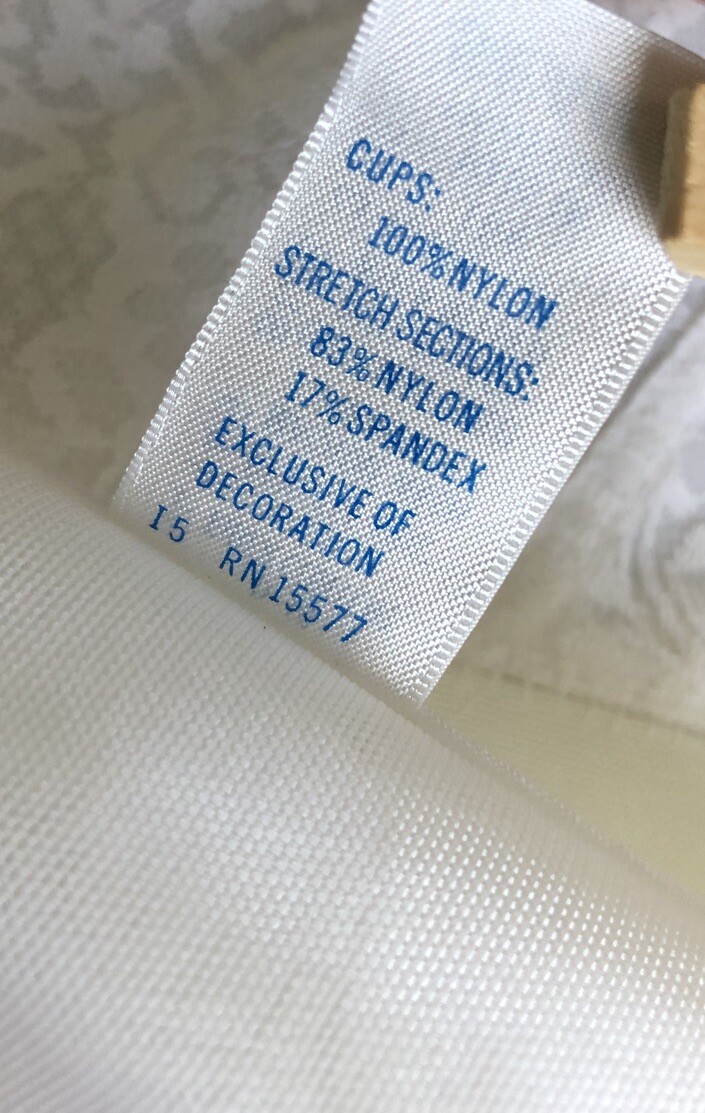 CUPS:
100% NYLON
STRETCH SECTIONS:
83% NYLON
17% SPANDEX
EXCLUSIVE OF
DECORATION
I5 RN 15577